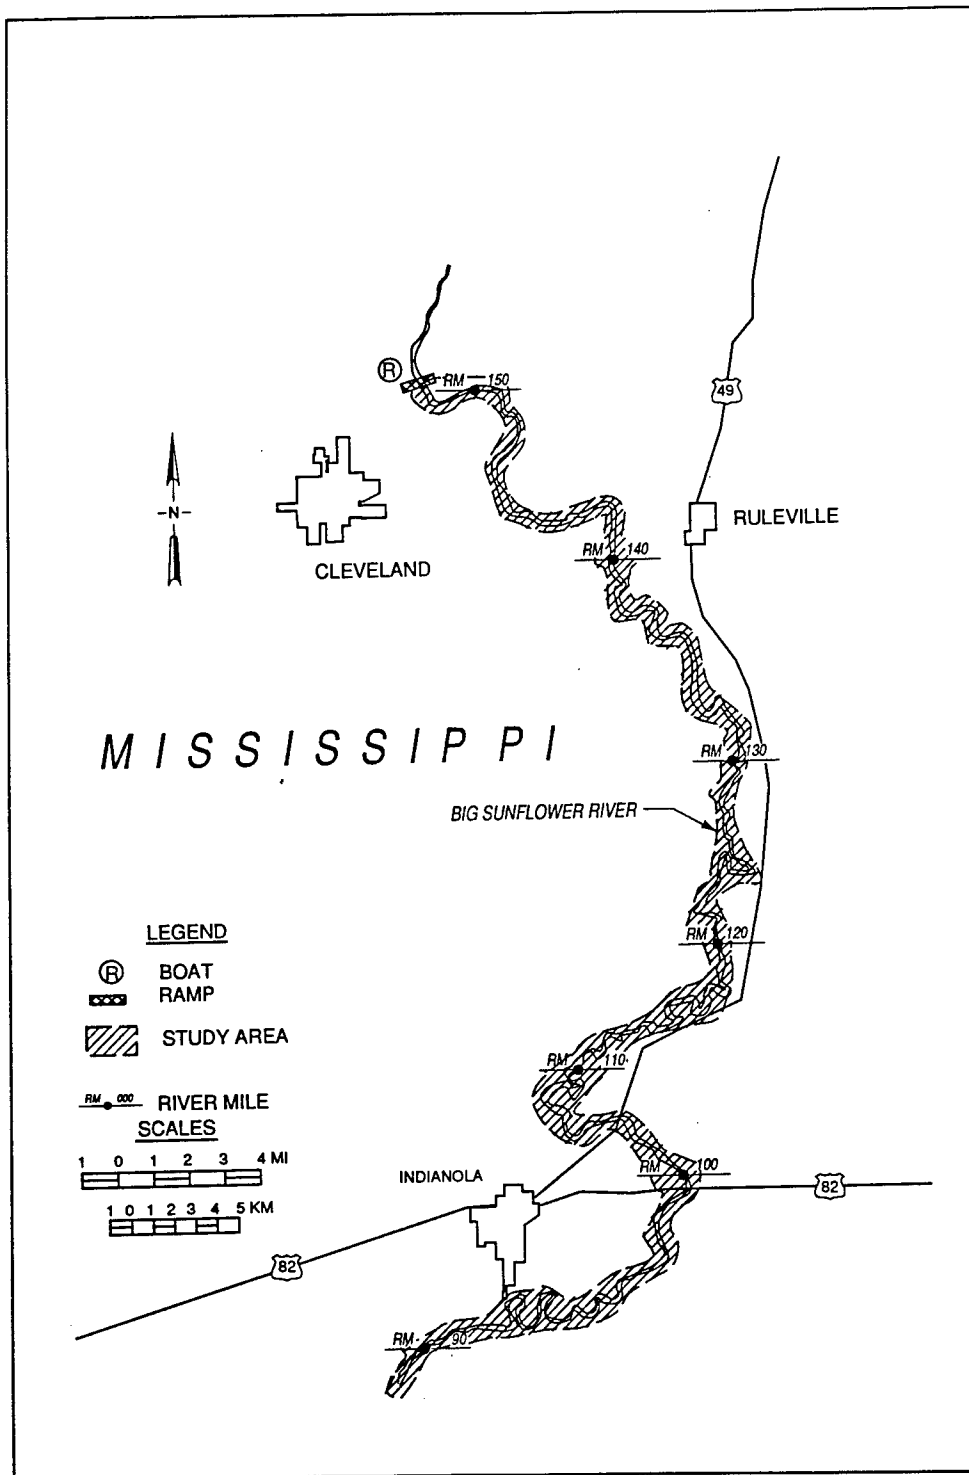 R
RM 150
49
-N-
RULEVILLE
RM 140
CLEVELAND
MISSISSIPPI
RM 130
BIG SUNFLOWER RIVER
RM 120
LEGEND
R BOAT
RAMP
STUDY AREA
RM 000 RIVER MILE
SCALES
1 0 1 2 3 4 MI
1 0 1 2 3 4 5 KM
RM 110
INDIANOLA
RM 100
82
82
RM 90